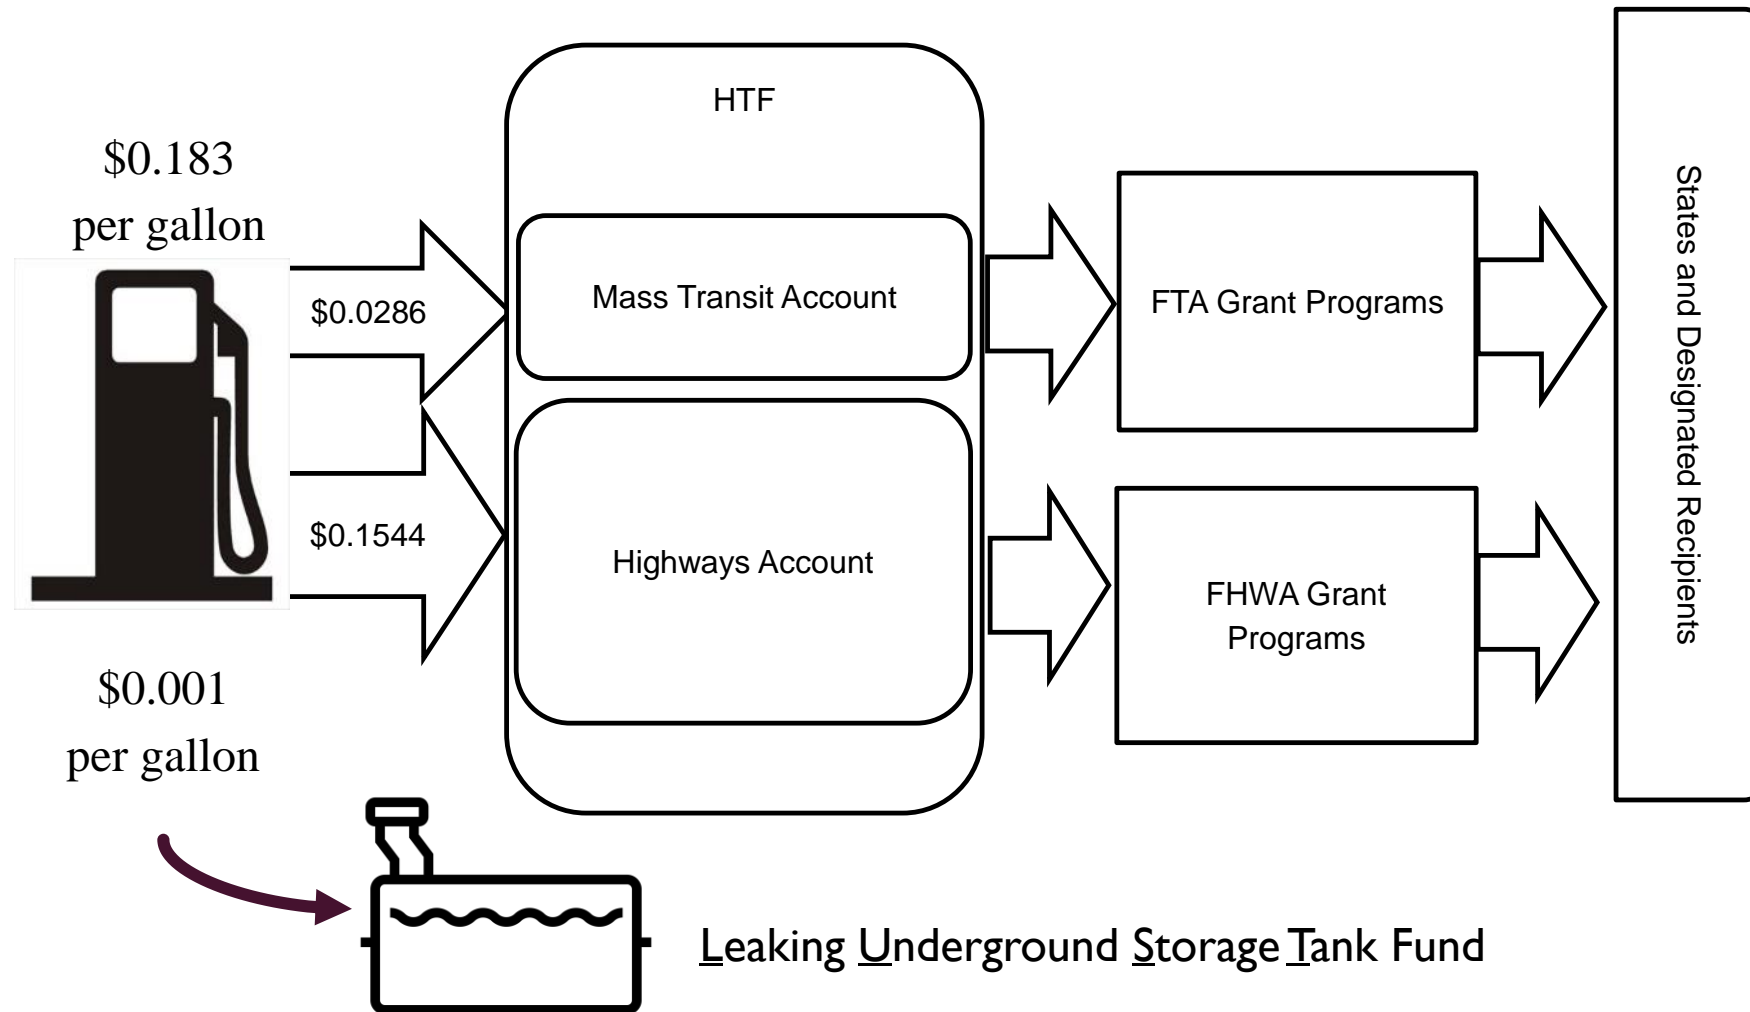 $0.183
per gallon
$0.0286
$0.1544
$0.001
per gallon
HTF
Mass Transit Account
Highways Account
FTA Grant Programs
FHWA Grant
Programs
States and Designated Recipients
Leaking Underground Storage Tank Fund